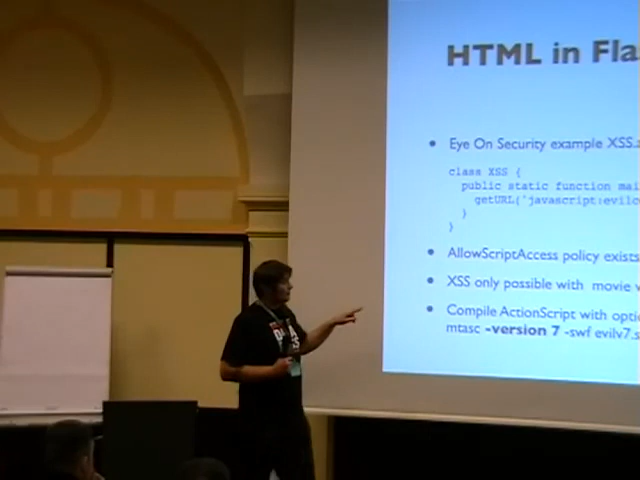 HTML in Fla
• Eye On Security example XSS.
class XSS {
public static function mai
getURL('javascript:evilc
}
}
• AllowScriptAccess policy exists
• XSS only possible with movie
• Compile ActionScript with optio
mtasc -version 7 -swf evilv7.s